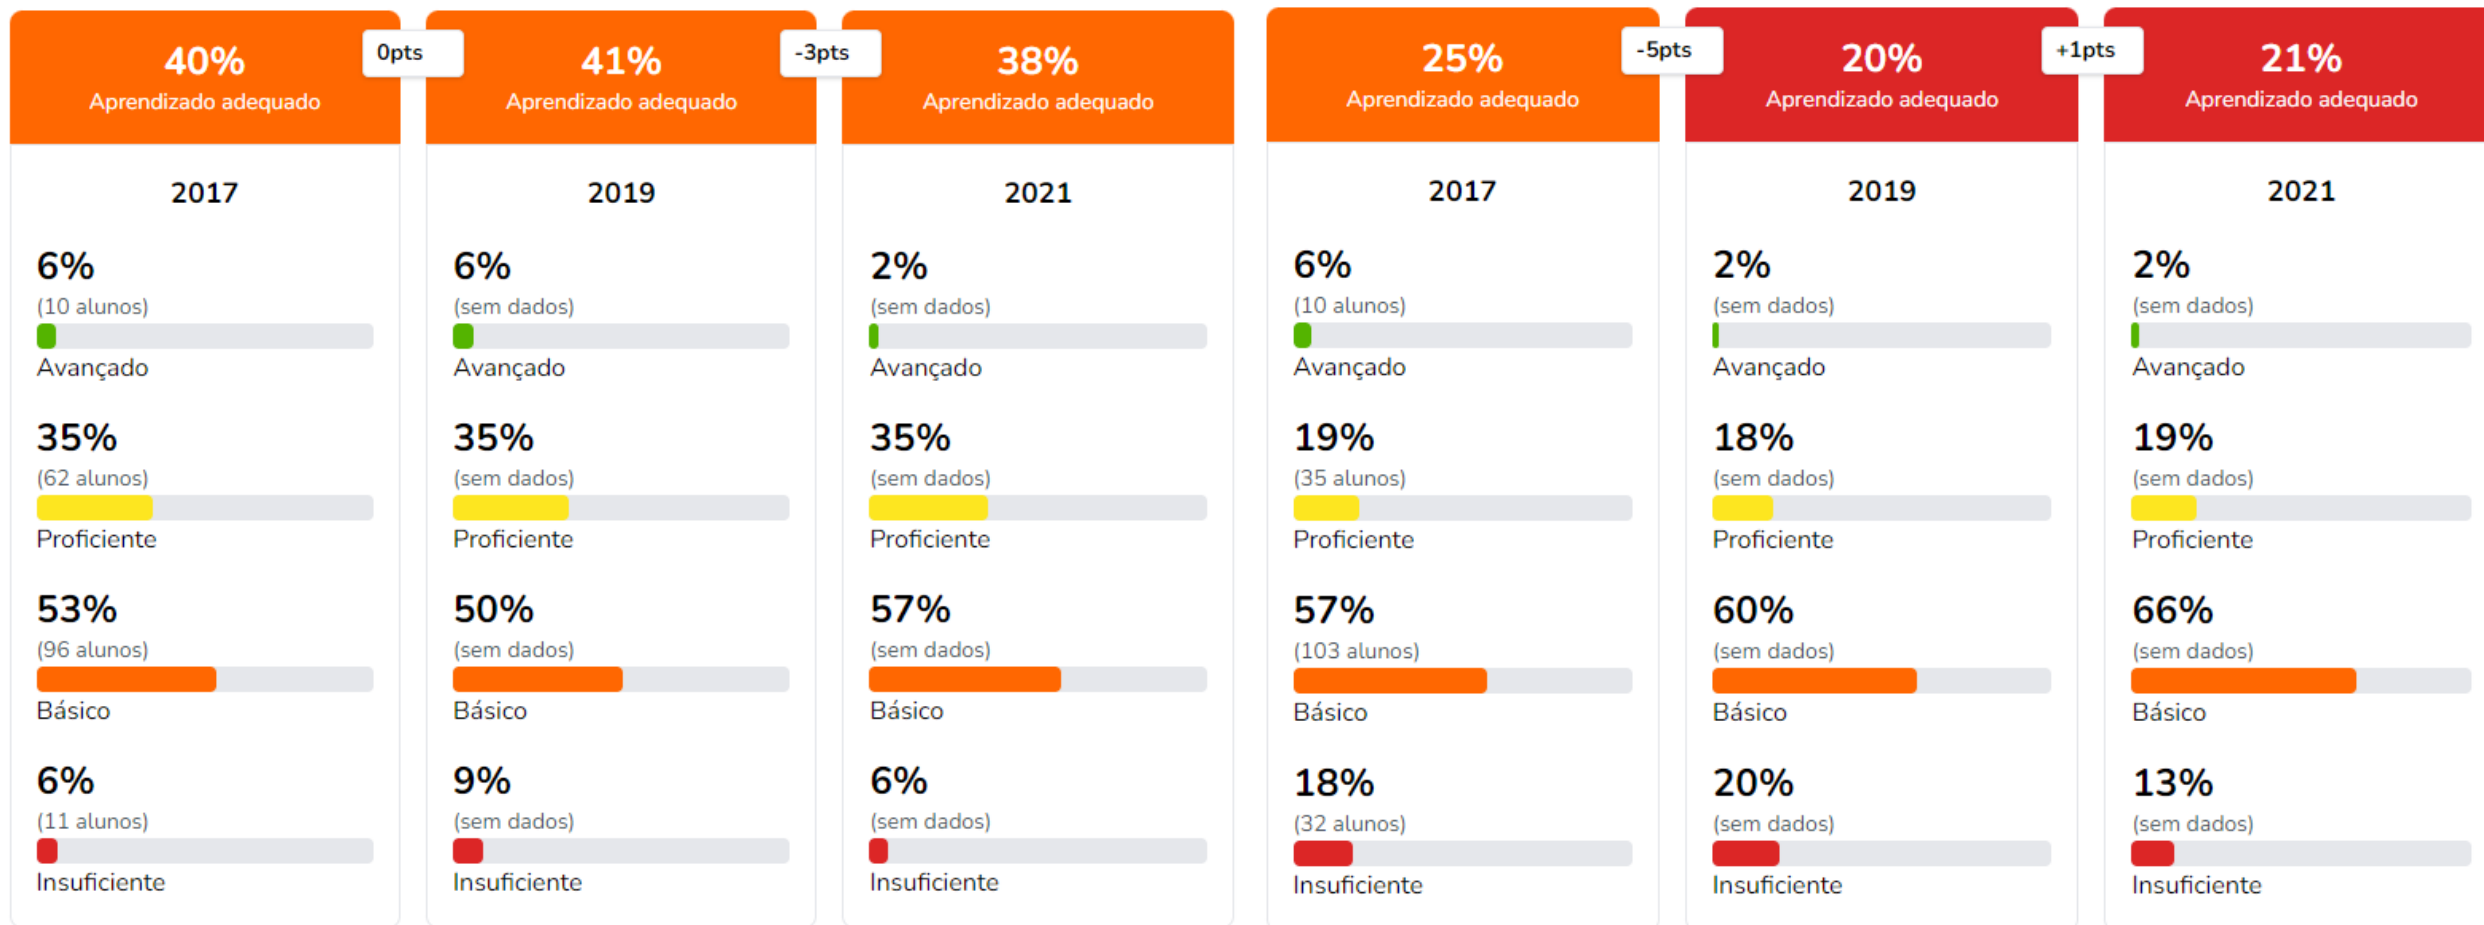 40%
Aprendizado adequado
2017
6%
(10 alunos)
Avançado
35%
(62 alunos)
Proficiente
53%
(96 alunos)
Básico
6%
(11 alunos)
Insuficiente
0pts
41%
Aprendizado adequado
2019
6%
(sem dados)
Avançado
35%
(sem dados)
Proficiente
50%
(sem dados)
Básico
9%
(sem dados)
Insuficiente
-3pts
38%
Aprendizado adequado
2021
2%
(sem dados)
Avançado
35%
(sem dados)
Proficiente
57%
(sem dados)
Básico
6%
(sem dados)
Insuficiente
25%
Aprendizado adequado
2017
6%
(10 alunos)
Avançado
19%
(35 alunos)
Proficiente
57%
(103 alunos)
Básico
18%
(32 alunos)
Insuficiente
-5pts
20%
Aprendizado adequado
2019
2%
(sem dados)
Avançado
18%
(sem dados)
Proficiente
60%
(sem dados)
Básico
20%
(sem dados)
Insuficiente
+1pts
21%
Aprendizado adequado
2021
2%
(sem dados)
Avançado
19%
(sem dados)
Proficiente
66%
(sem dados)
Básico
13%
(sem dados)
Insuficiente